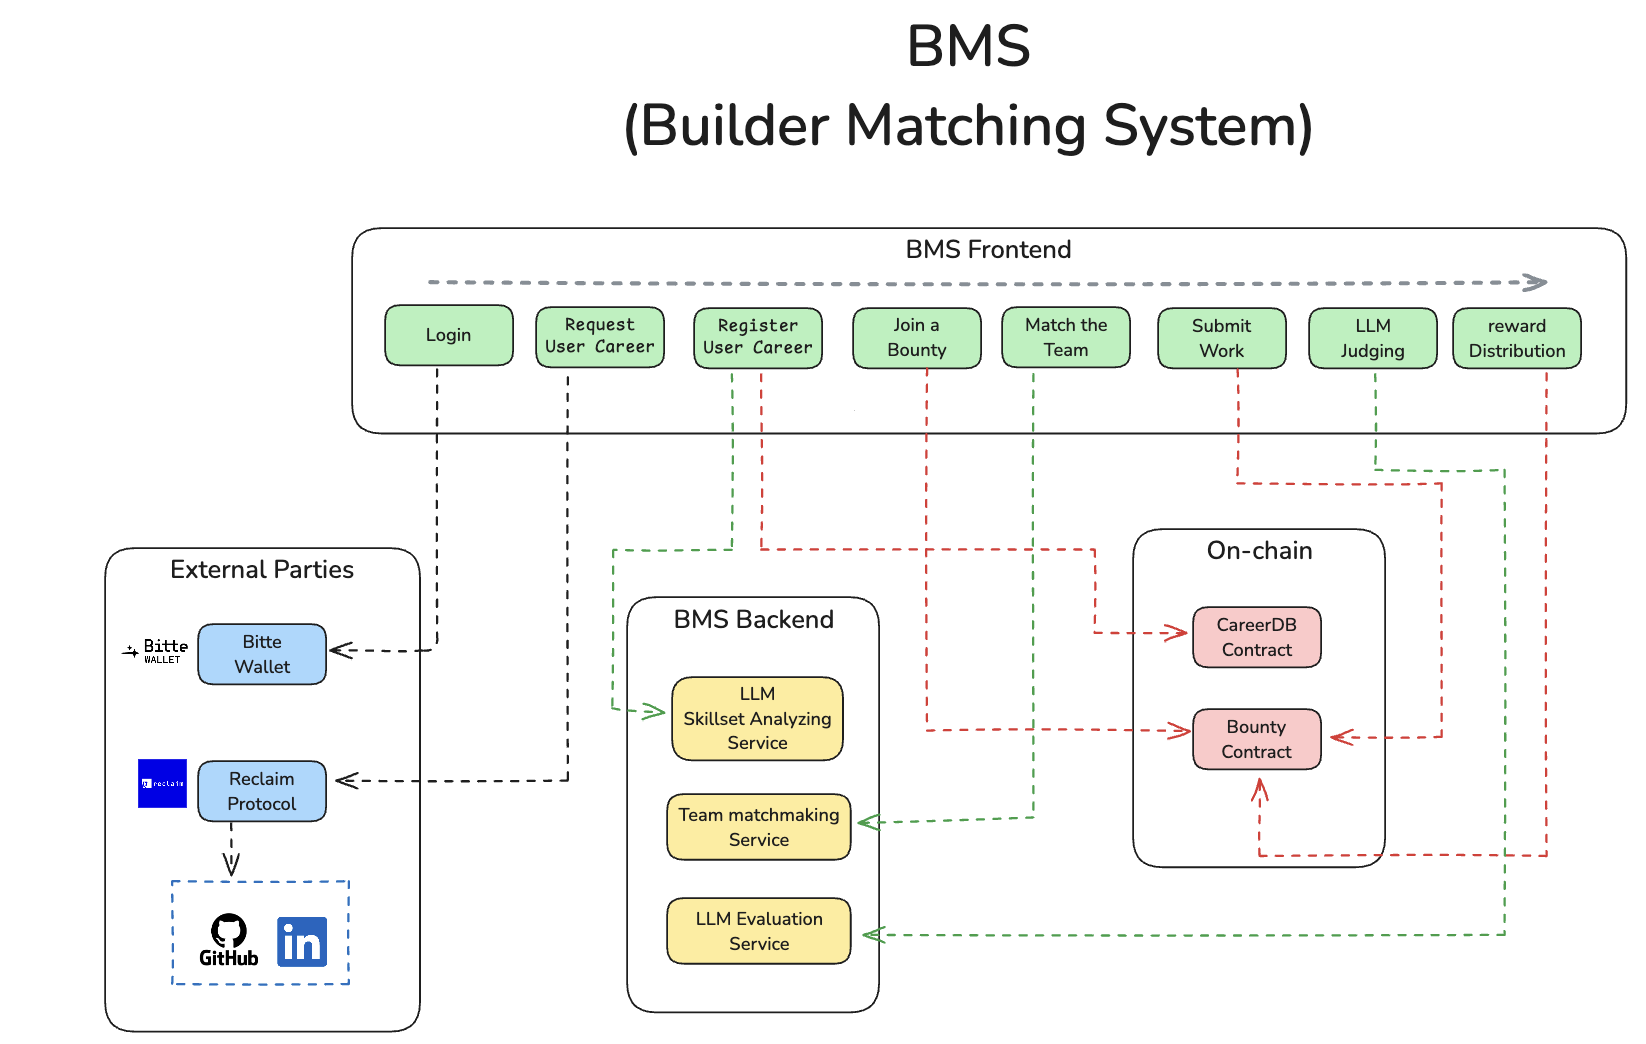 BMS
(Builder Matching System)
BMS Frontend
Login
Request
User Career
Register
User Career
Join a
Bounty
Match the
Team
Submit
Work
LLM
Judging
reward
Distribution
External Parties
Bitte
WALLET
Bitte
Wallet
reclaim
Reclaim
Protocol
GitHub
in
BMS Backend
LLM
Skillset Analyzing
Service
Team matchmaking
Service
LLM Evaluation
Service
On-chain
CareerDB
Contract
Bounty
Contract